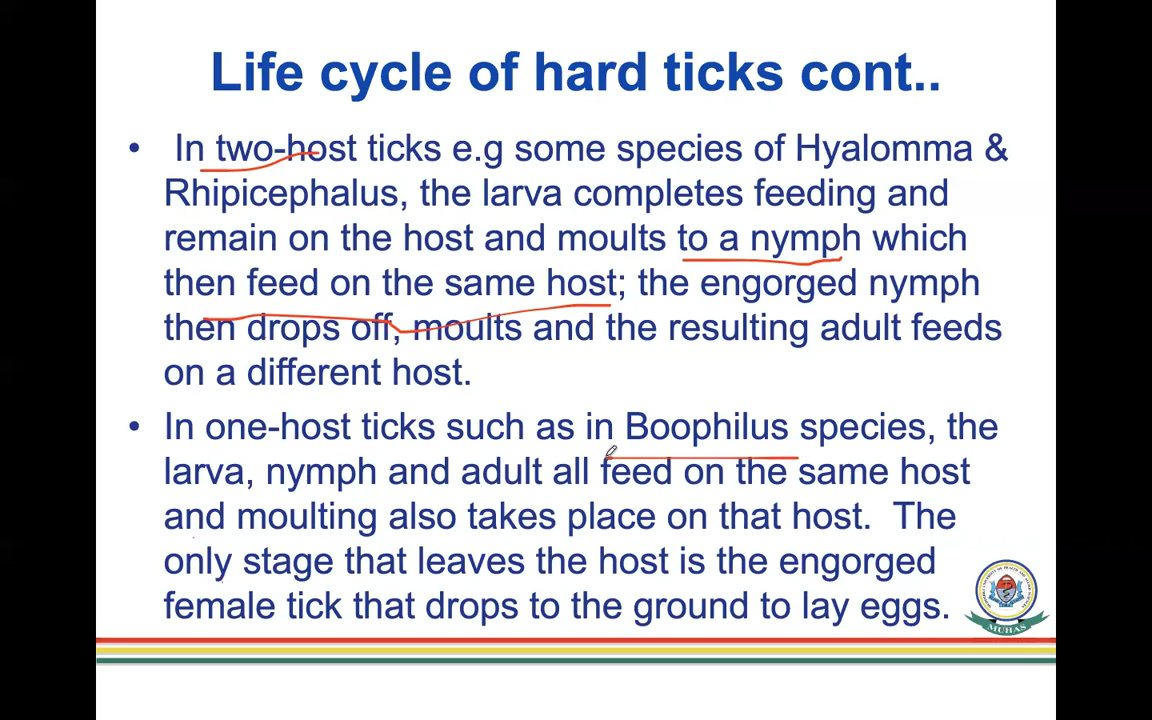 Life cycle of hard ticks cont..
• In two-host ticks e.g some species of Hyalomma &
Rhipicephalus, the larva completes feeding and
remain on the host and moults to a nymph which
then feed on the same host; the engorged nymph
then drops off, moults and the resulting adult feeds
on a different host.
• In one-host ticks such as in Boophilus species, the
larva, nymph and adult all feed on the same host
and moulting also takes place on that host. The
only stage that leaves the host is the engorged
female tick that drops to the ground to lay eggs.
MUHAS